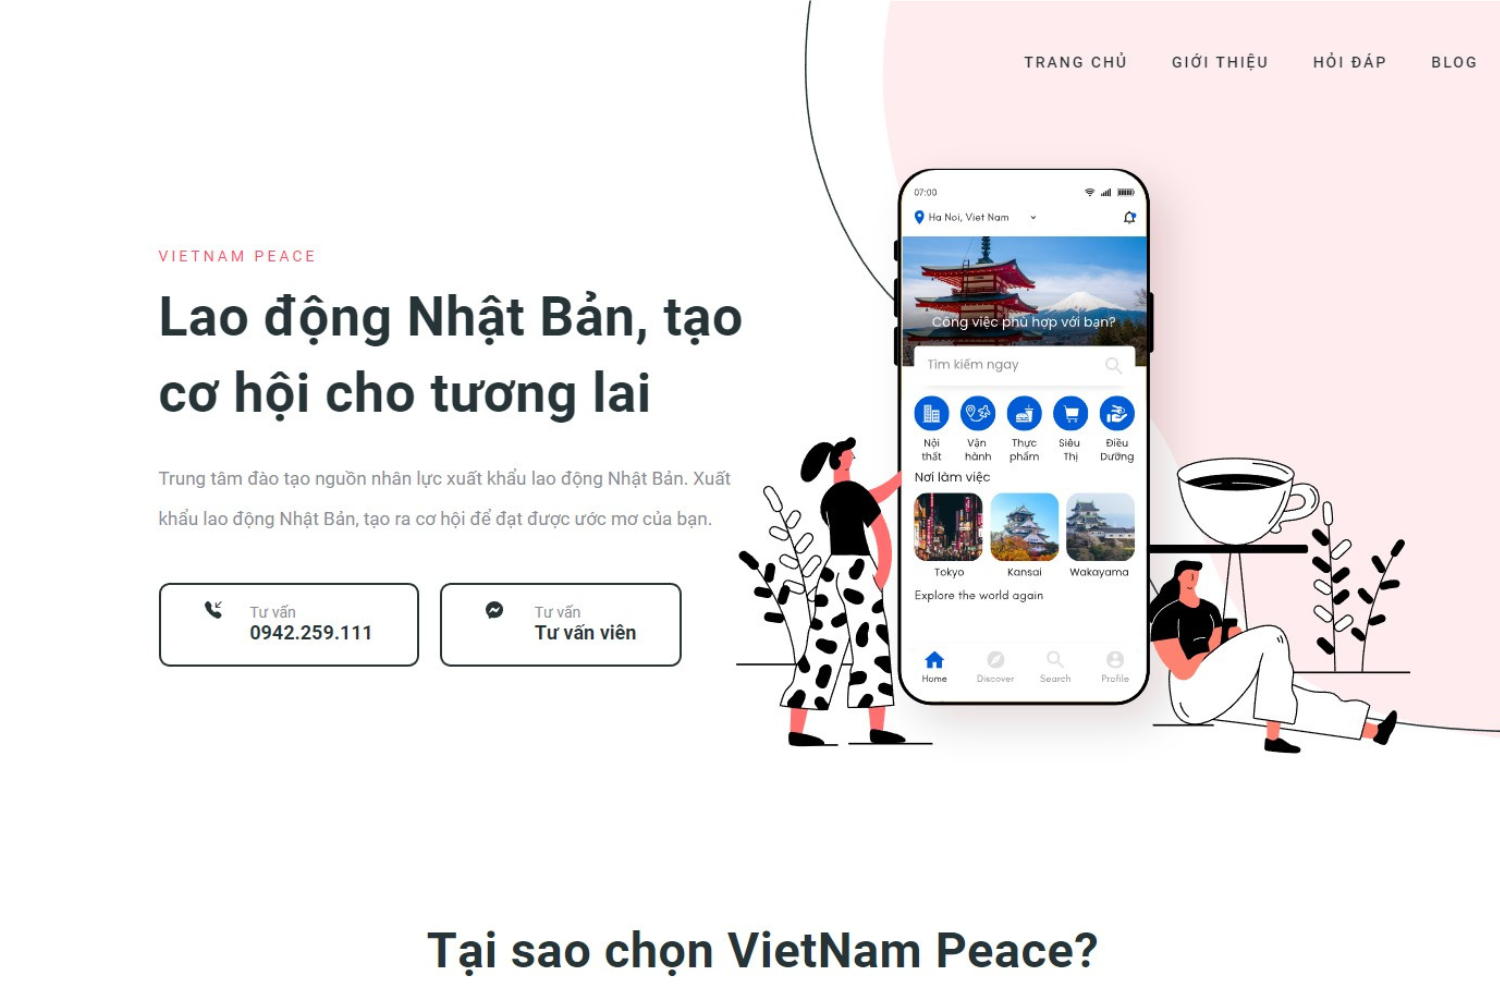 TRANG CHỦ GIỚI THIỆU HỎI ĐÁP BLOG
VIETNAM PEACE
Lao động Nhật Bản, tạo
cơ hội cho tương lai
Trung tâm đào tạo nguồn nhân lực xuất khẩu lao động Nhật Bản. Xuất
khẩu lao động Nhật Bản, tạo ra cơ hội để đạt được ước mơ của bạn.
Tư vấn
0942.259.111
Tư vấn
Tư vấn viên
07:00
Ha Noi, Viet Nam
Công việc phù hợp với bạn?
Tìm kiếm ngay
Nội thất
Vận hành
Thực phẩm
Siêu Thị
Điều Dưỡng
Nơi làm việc
Tokyo Kansai Wakayama
Explore the world again
Home Discover Search Profile
Tại sao chọn VietNam Peace?